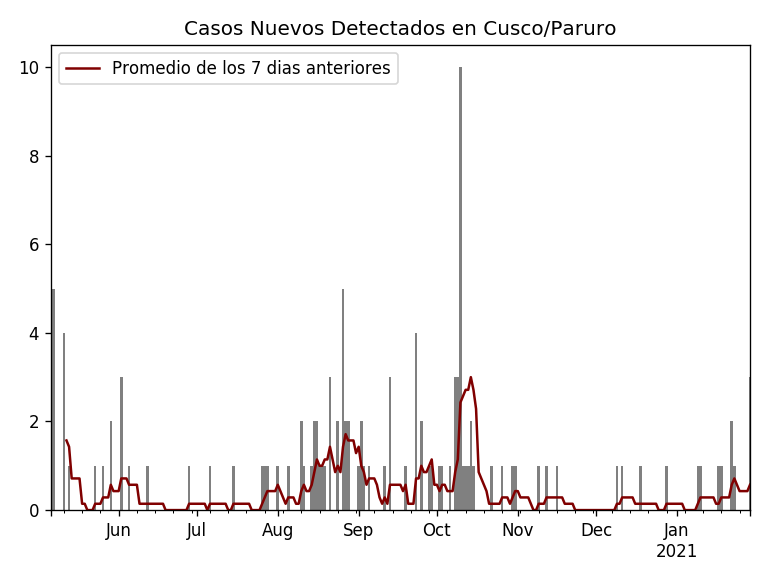 Casos Nuevos Detectados en Cusco/Paruro
Promedio de los 7 dias anteriores
10
8
6
4
2
0
Jun Jul Aug Sep Oct Nov Dec Jan
2021